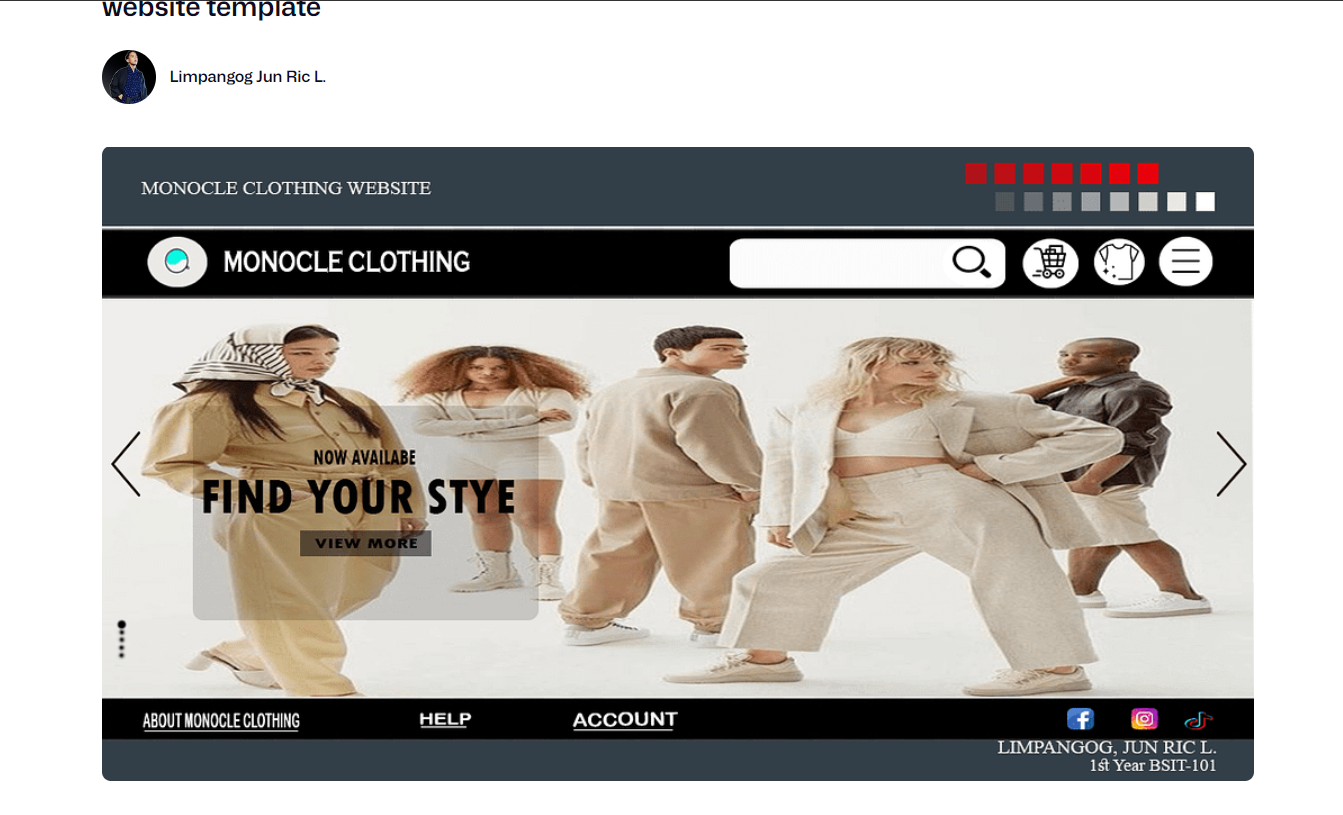 website template
Limpangog Jun Ric L.
MONOCLE CLOTHING WEBSITE
MONOCLE CLOTHING
NOW AVAILABE
FIND YOUR STYE
VIEW MORE
ABOUT MONOCLE CLOTHING
HELP
ACCOUNT
LIMPANGOG, JUN RIC L.
1st Year BSIT-101